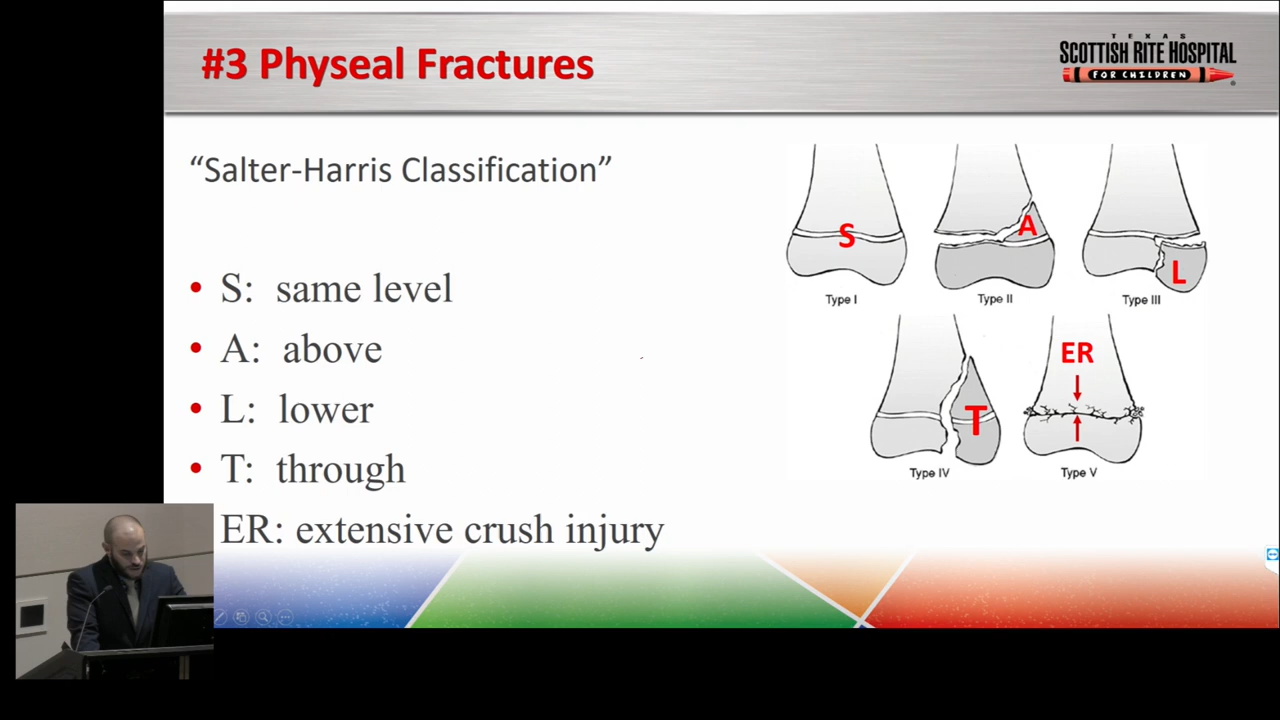 #3 Physeal Fractures
TEXAS
SCOTTISH RITE HOSPITAL
FOR CHILDREN
“Salter-Harris Classification”
• S: same level
• A: above
• L: lower
• T: through
ER: extensive crush injury
S
A
L
Type I
Type II
Type III
T
ER
Type IV
Type V